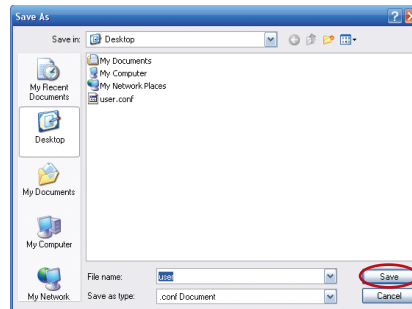 Save As
Save in:
Desktop
My Recent
Documents
Desktop
My Documents
My Computer
My Network
My Documents
My Computer
My Network Places
user.conf
File name:
user
Save
Save as type:
.conf Document
Cancel